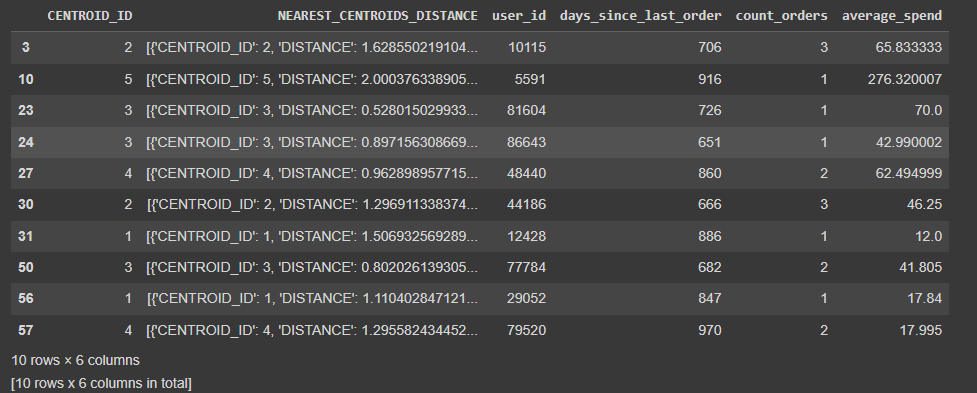 CENTROID_ID NEAREST_CENTROIDS_DISTANCE user_id days_since_last_order count_orders average_spend
3 2 [{'CENTROID_ID': 2, 'DISTANCE': 1.628550219104... 10115 706 3 65.833333
10 5 [{'CENTROID_ID': 5, 'DISTANCE': 2.000376338905... 5591 916 1 276.320007
23 3 [{'CENTROID_ID': 3, 'DISTANCE': 0.528015029933... 81604 726 1 70.0
24 3 [{'CENTROID_ID': 3, 'DISTANCE': 0.897156308669... 86643 651 1 42.990002
27 4 [{'CENTROID_ID': 4, 'DISTANCE': 0.962898957715... 48440 860 2 62.494999
30 2 [{'CENTROID_ID': 2, 'DISTANCE': 1.296911338374... 44186 666 3 46.25
31 1 [{'CENTROID_ID': 1, 'DISTANCE': 1.506932569289... 12428 886 1 12.0
50 3 [{'CENTROID_ID': 3, 'DISTANCE': 0.802026139305... 77784 682 2 41.805
56 1 [{'CENTROID_ID': 1, 'DISTANCE': 1.110402847121... 29052 847 1 17.84
57 4 [{'CENTROID_ID': 4, 'DISTANCE': 1.295582434452... 79520 970 2 17.995
10 rows × 6 columns
[10 rows x 6 columns in total]